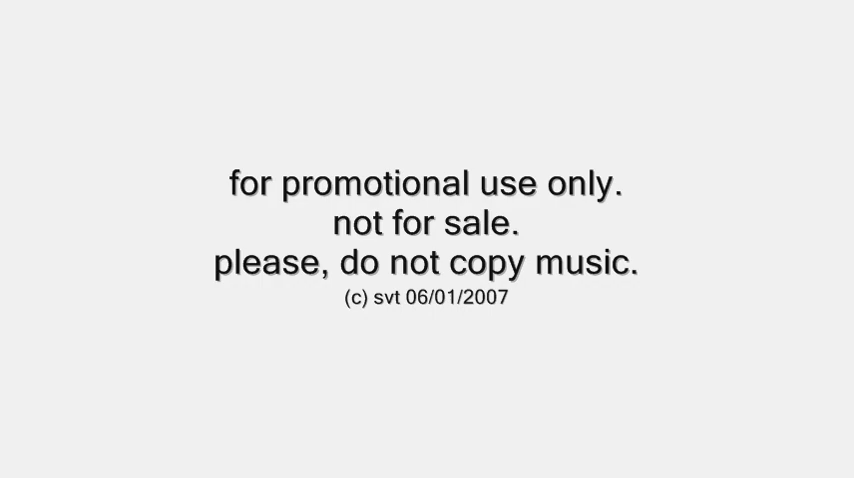 for promotional use only.
not for sale.
please, do not copy music.
(c) svt 06/01/2007